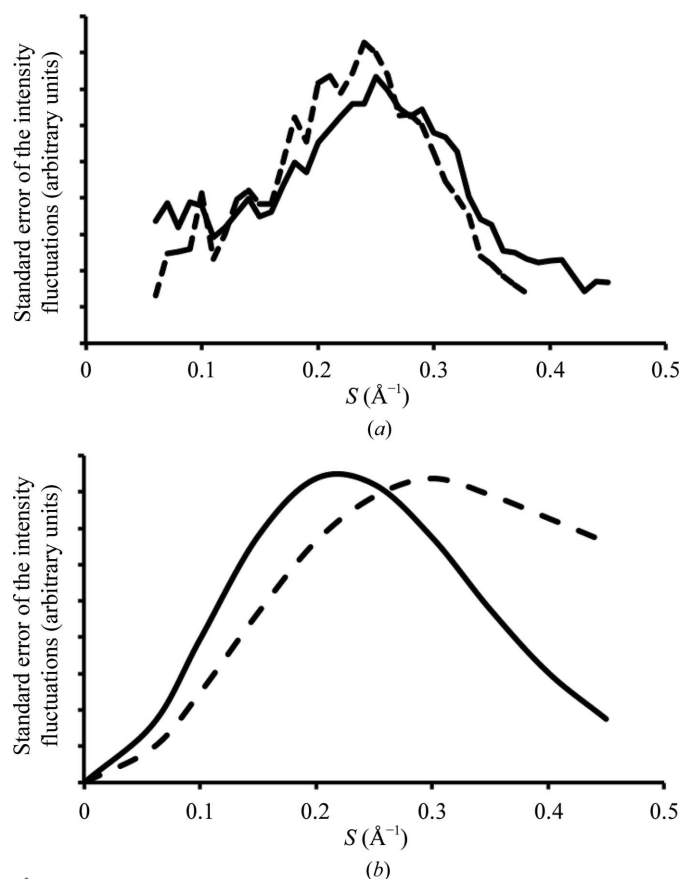 Standard error of the intensity
fluctuations (arbitrary units)
0 0.1 0.2 0.3 0.4 0.5
S (Å⁻¹)
(a)
Standard error of the intensity
fluctuations (arbitrary units)
0 0.1 0.2 0.3 0.4 0.5
S (Å⁻¹)
(b)